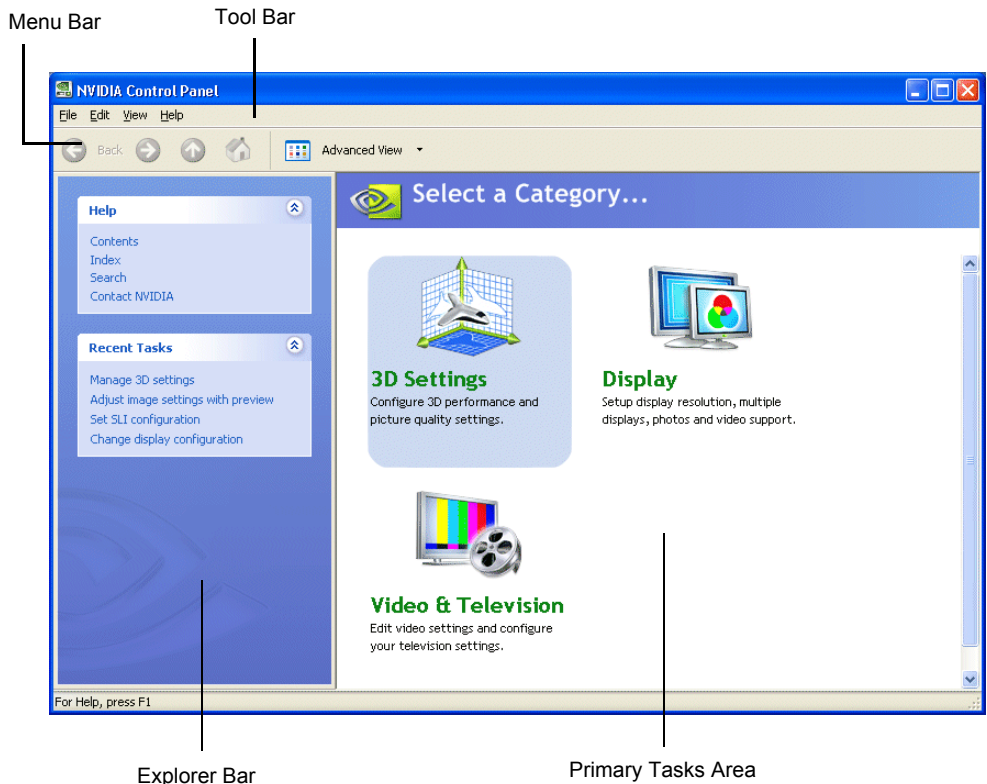 Menu Bar
Tool Bar
NVIDIA Control Panel
File Edit View Help
Back
Advanced View
Help
Contents
Index
Search
Contact NVIDIA
Recent Tasks
Manage 3D settings
Adjust image settings with preview
Set SLI configuration
Change display configuration
Select a Category...
3D Settings
Configure 3D performance and
picture quality settings.
Display
Setup display resolution, multiple
displays, photos and video support.
Video & Television
Edit video settings and configure
your television settings.
For Help, press F1
Explorer Bar
Primary Tasks Area